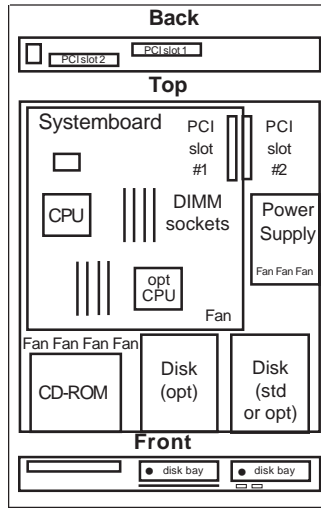 Back
PCI slot 1
PCI slot 2
Top
Systemboard
PCI
slot
#1
PCI
slot
#2
CPU
DIMM
sockets
Power
Supply
Fan Fan Fan
opt
CPU
Fan
Fan Fan Fan Fan
CD-ROM
Disk
(opt)
Disk
(std
or opt)
Front
disk bay
disk bay